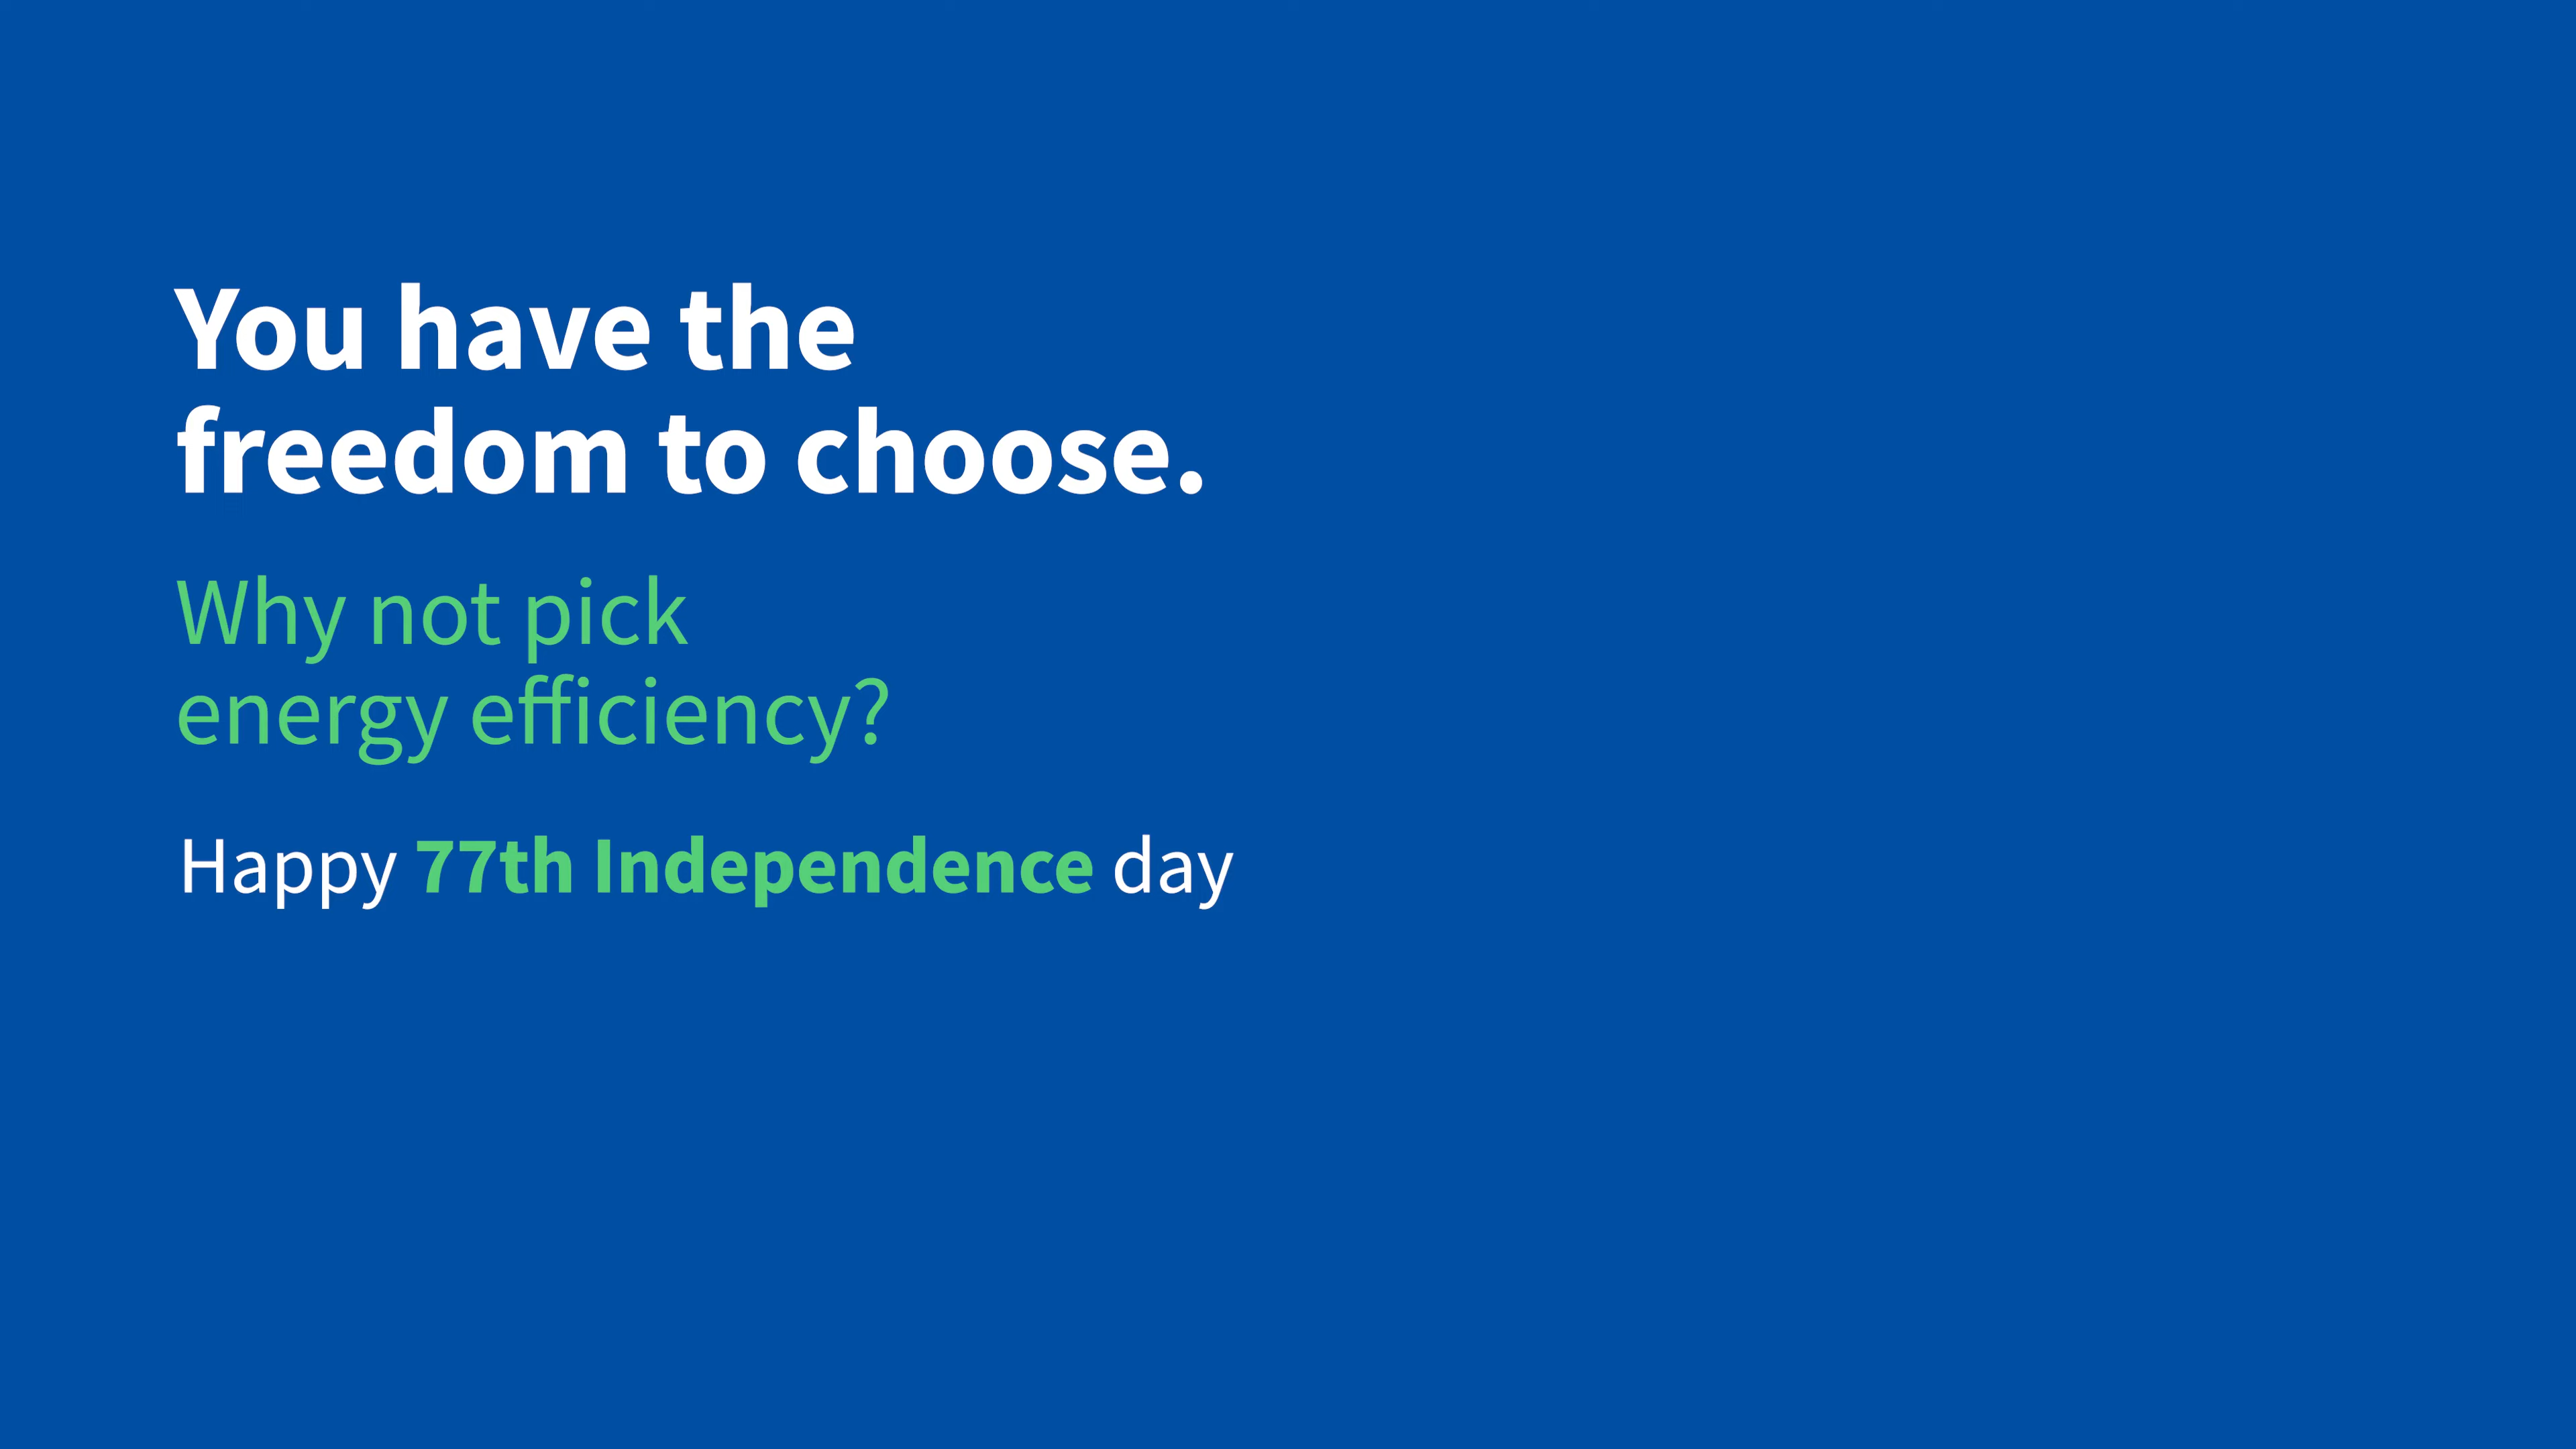 You have the
freedom to choose.
Why not pick
energy efficiency?
Happy 77th Independence day